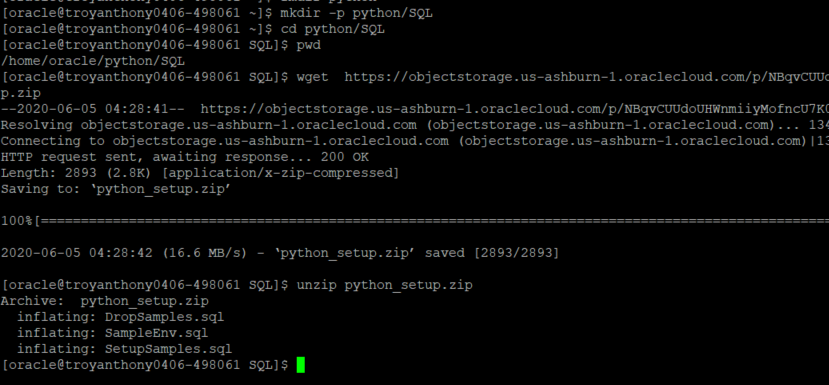 [oracle@troyanthony0406-498061 ~]$ mkdir -p python/SQL
[oracle@troyanthony0406-498061 ~]$ cd python/SQL
[oracle@troyanthony0406-498061 SQL]$ pwd
/home/oracle/python/SQL
[oracle@troyanthony0406-498061 SQL]$ wget  https://objectstorage.us-ashburn-1.oraclecloud.com/p/NBqvCUUd
p.zip
--2020-06-05 04:28:41--  https://objectstorage.us-ashburn-1.oraclecloud.com/p/NBqvCUUdoUHWnmiiyMofncU7K0
Resolving objectstorage.us-ashburn-1.oraclecloud.com (objectstorage.us-ashburn-1.oraclecloud.com)... 134
Connecting to objectstorage.us-ashburn-1.oraclecloud.com (objectstorage.us-ashburn-1.oraclecloud.com)|13
HTTP request sent, awaiting response... 200 OK
Length: 2893 (2.8K) [application/x-zip-compressed]
Saving to: ‘python_setup.zip’
100%[==================================================================================================
2020-06-05 04:28:42 (16.6 MB/s) - ‘python_setup.zip’ saved [2893/2893]
[oracle@troyanthony0406-498061 SQL]$ unzip python_setup.zip
Archive:  python_setup.zip
  inflating: DropSamples.sql
  inflating: SampleEnv.sql
  inflating: SetupSamples.sql
[oracle@troyanthony0406-498061 SQL]$